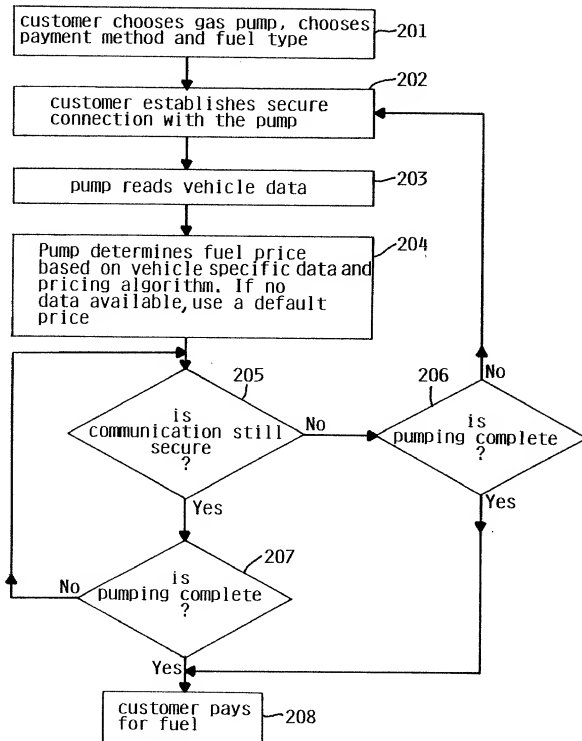 customer chooses gas pump, chooses
payment method and fuel type
201
202
customer establishes secure
connection with the pump
pump reads vehicle data
203
204
Pump determines fuel price
based on vehicle specific data and
pricing algorithm. If no
data available, use a default
price
205
is
communication still
secure
?
No
Yes
206
No
is
pumping complete
?
Yes
207
is
pumping complete
?
No
Yes
customer pays
for fuel
208